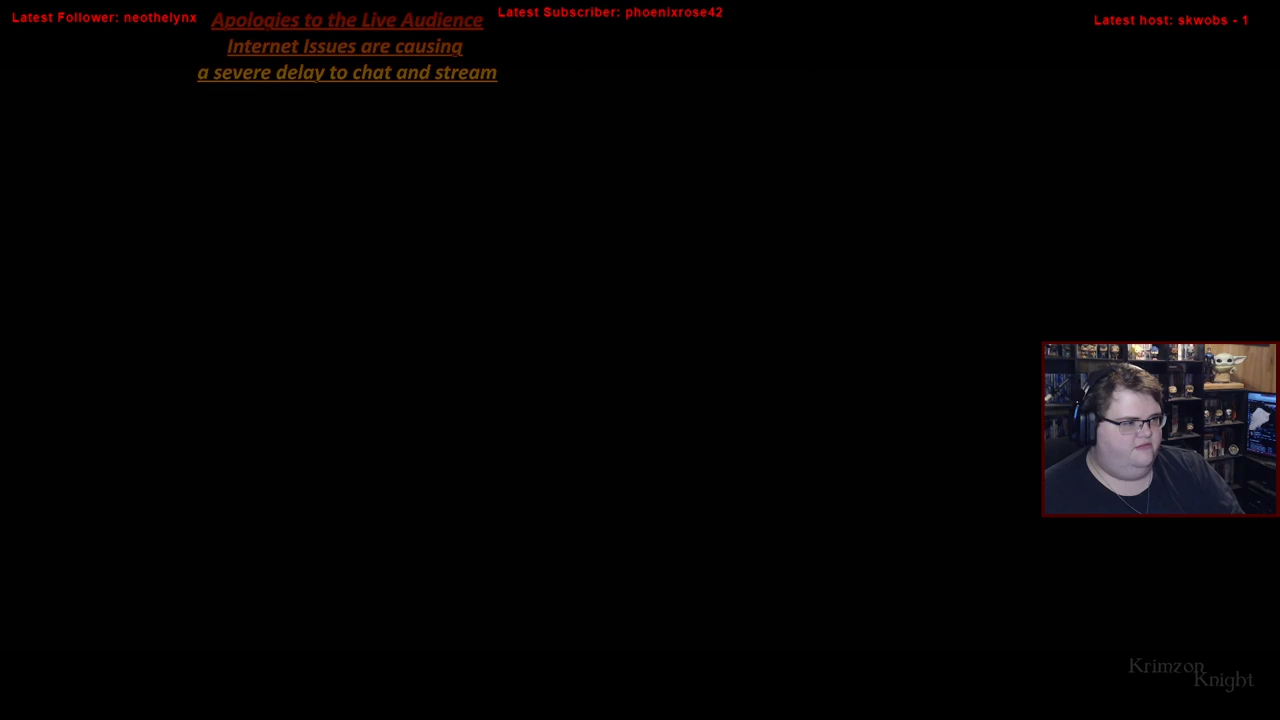 Latest Follower: neothelynx
Apologies to the Live Audience
Internet Issues are causing
a severe delay to chat and stream
Latest Subscriber: phoenixrose42
Latest host: skwobs - 1
Krimzon
Knight